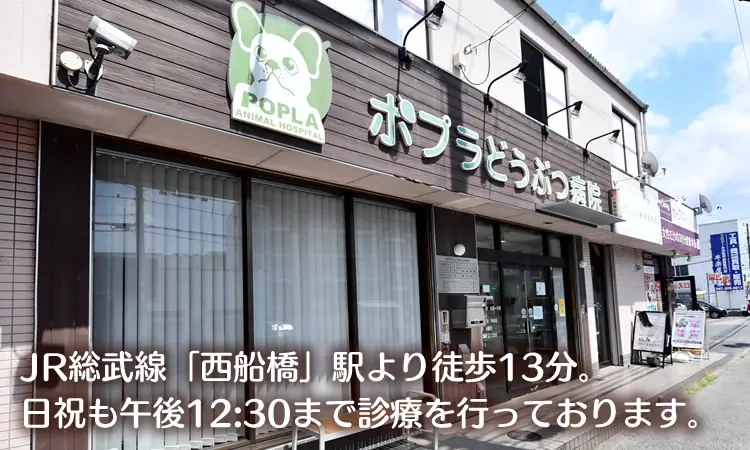 POPLA
ANIMAL HOSPITAL
ポプラどうぶつ病院
JR総武線「西船橋」駅より徒歩13分。
日祝も午後12:30まで診療を行っております。